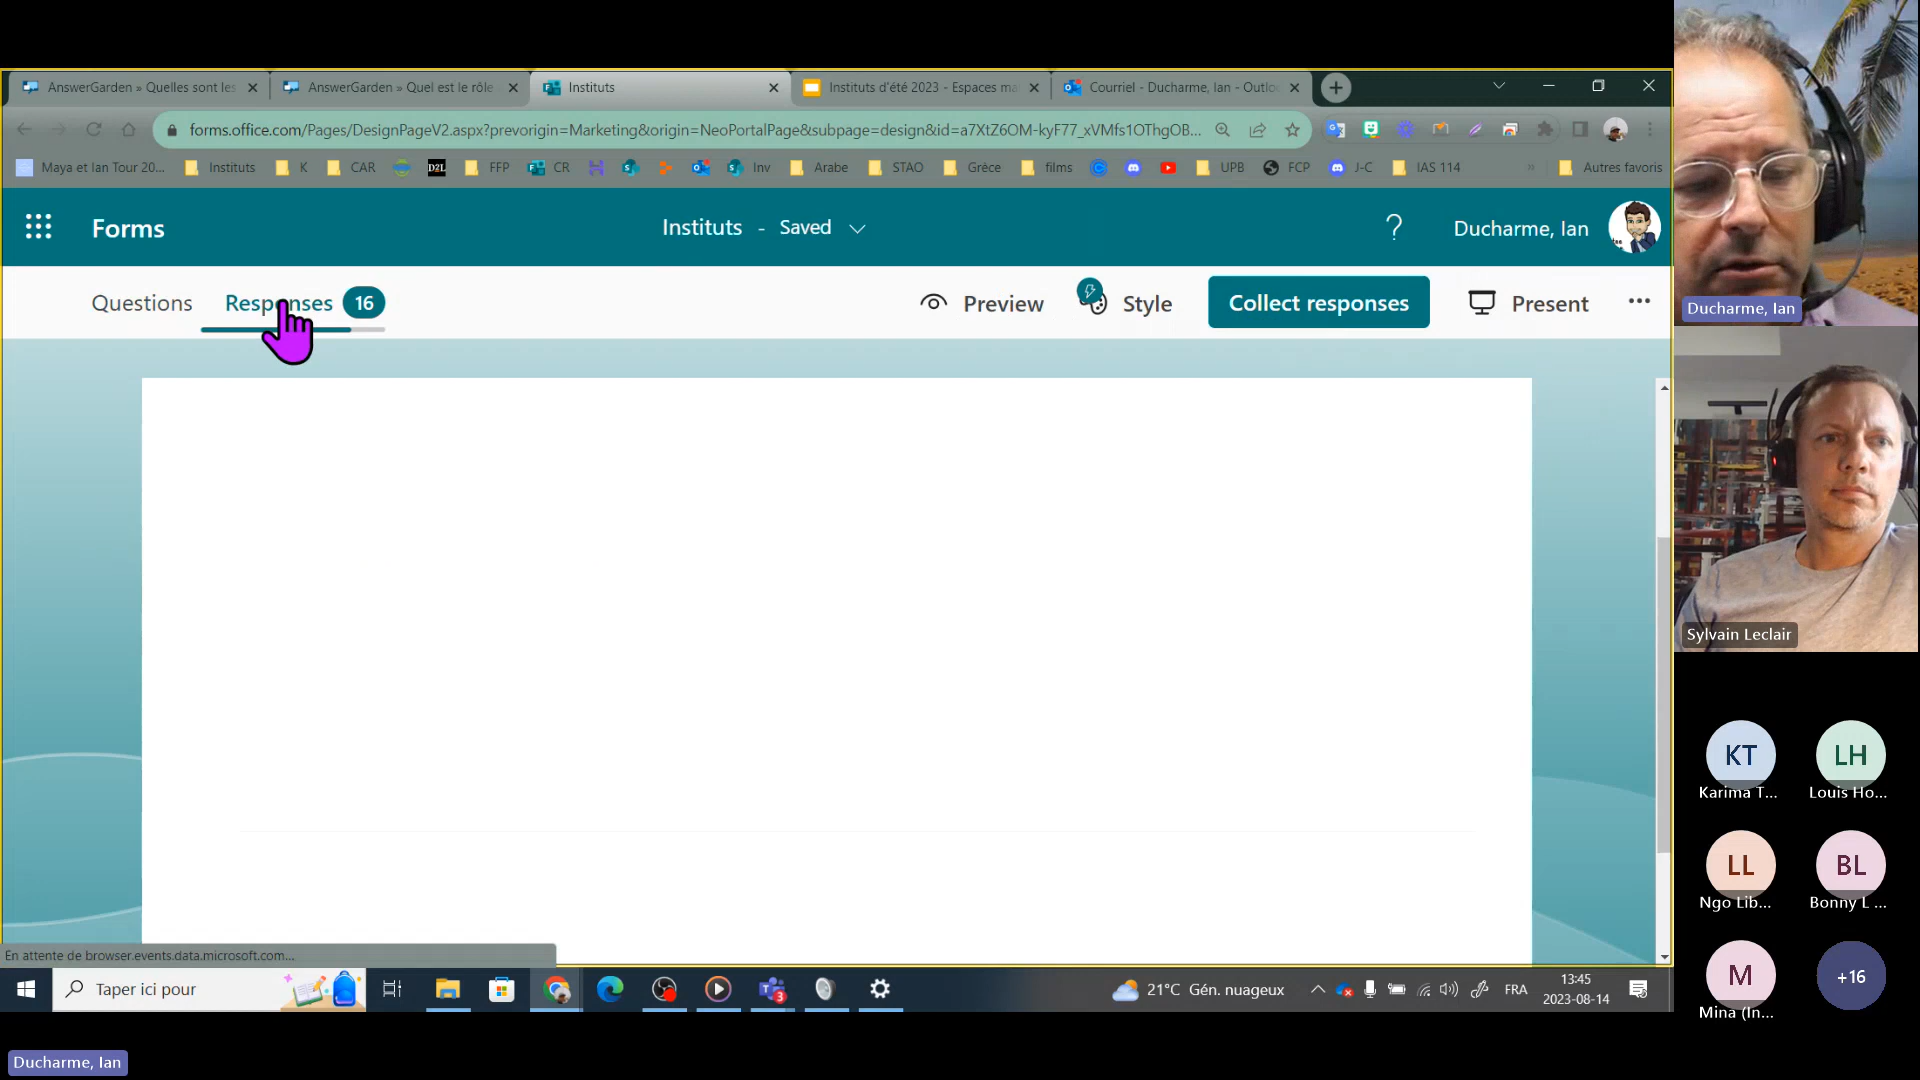 AnswerGarden » Quelles sont les
AnswerGarden » Quel est le rôle
Instituts
Instituts d'été 2023 - Espaces ma
Courriel - Ducharme, Ian - Outlo
forms.office.com/Pages/DesignPageV2.aspx?prevorigin=Marketing&origin=NeoPortalPage&subpage=design&id=a7XtZ6OM-kyF77_xVMfs1OThgOB...
Maya et Ian Tour 20...
Instituts
K
CAR
D2L
FFP
CR
Inv
Arabe
STAO
Grèce
films
UPB
FCP
J-C
IAS 114
»
Autres favoris
Forms
Instituts - Saved
?
Ducharme, Ian
Questions
Responses
16
Preview
Style
Collect responses
Present
En attente de browser.events.data.microsoft.com...
Taper ici pour
3
21°C Gén. nuageux
FRA
13:45
2023-08-14
Ducharme, Ian
Sylvain Leclair
KT
Karima T...
LH
Louis Ho...
LL
Ngo Lib...
BL
Bonny L ...
M
Mina (In...
+16
Ducharme, Ian